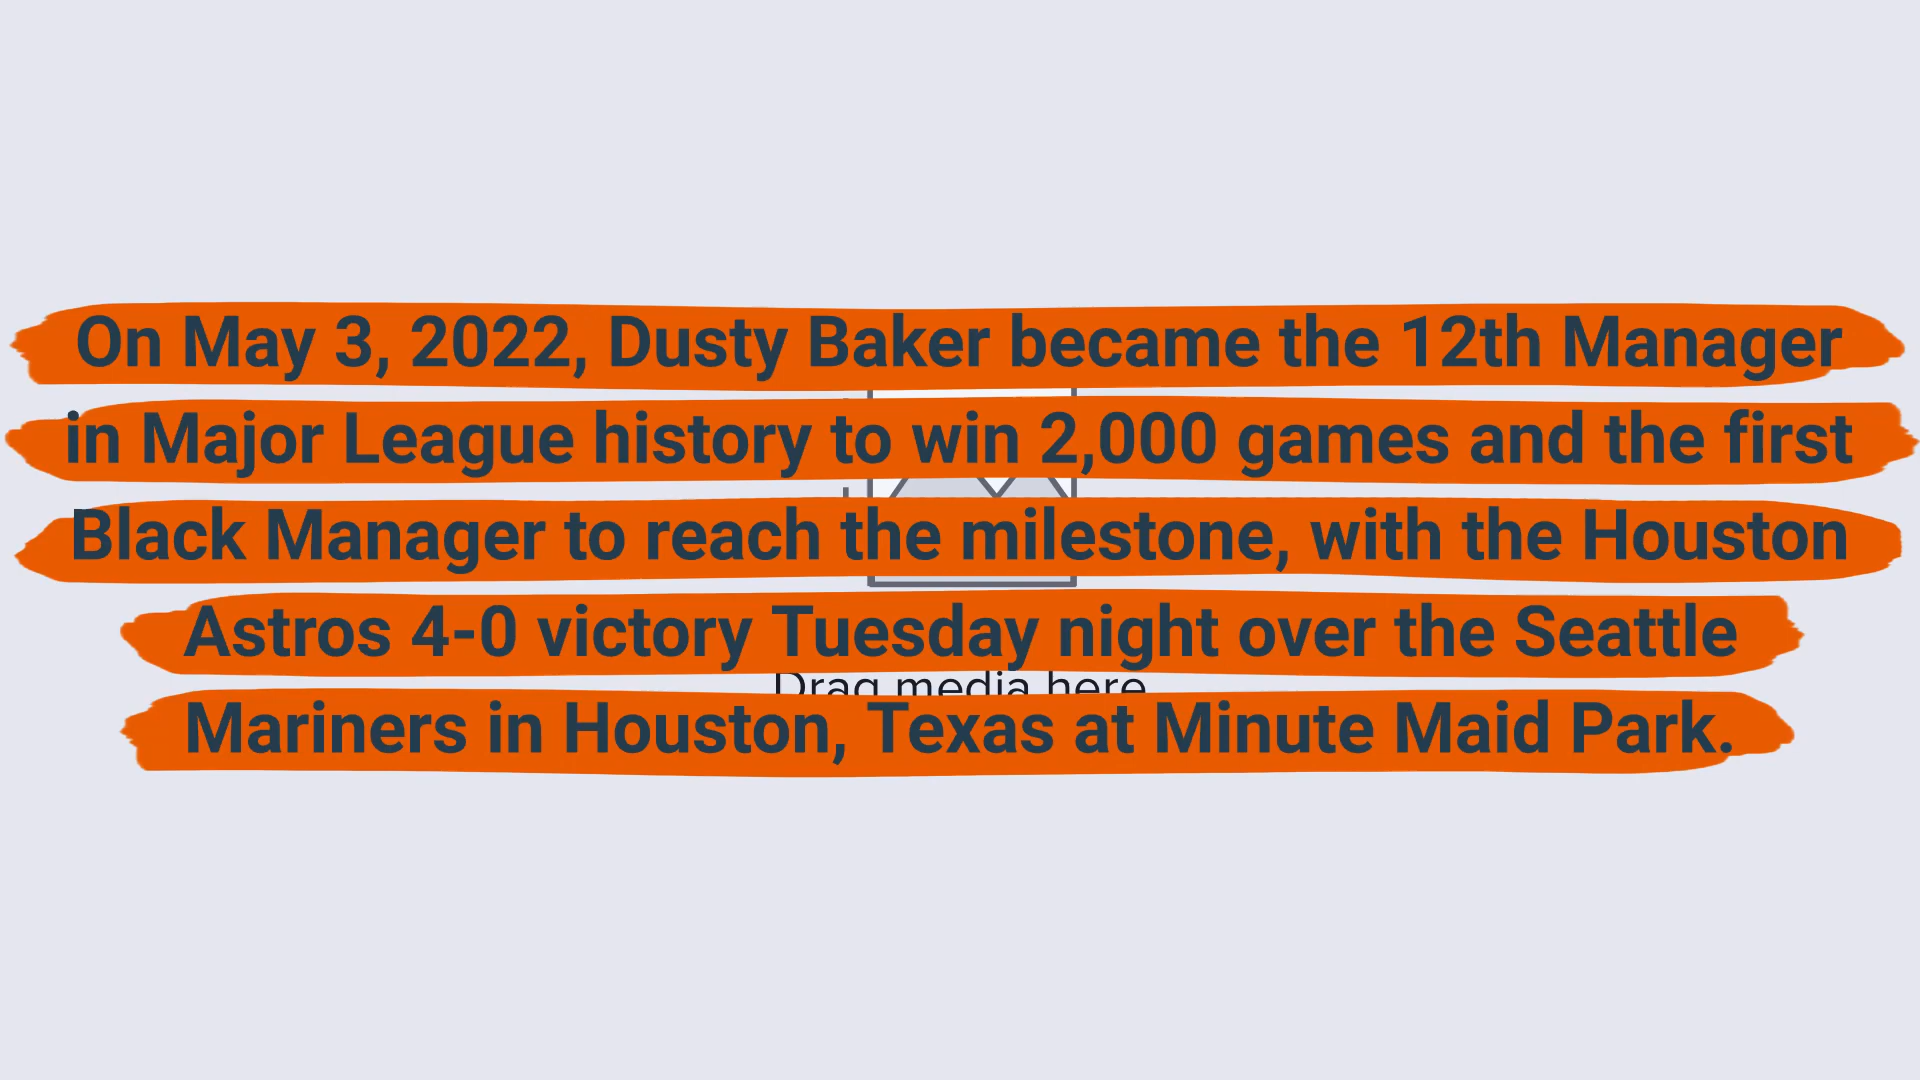 On May 3, 2022, Dusty Baker became the 12th Manager
in Major League history to win 2,000 games and the first
Black Manager to reach the milestone, with the Houston
Astros 4-0 victory Tuesday night over the Seattle
Drag media here
Mariners in Houston, Texas at Minute Maid Park.